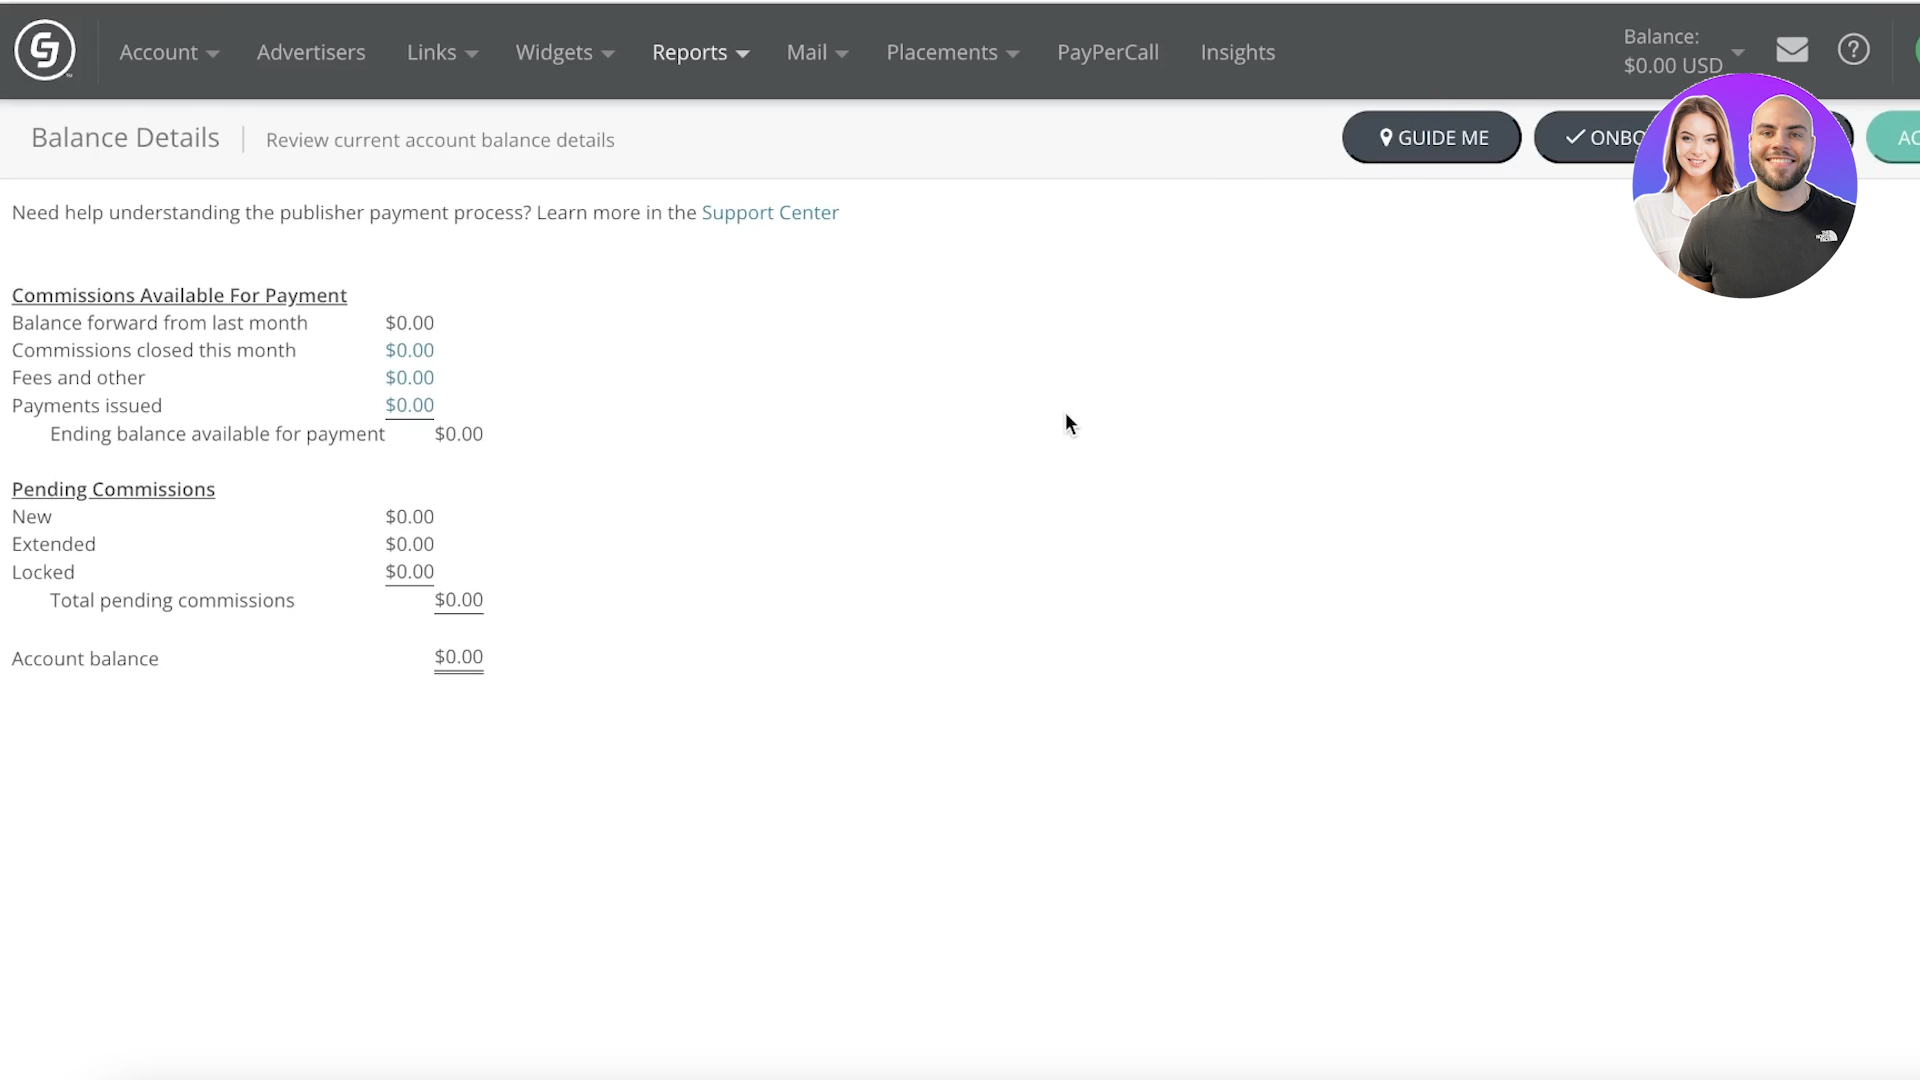 Account Advertisers Links Widgets Reports Mail Placements PayPerCall Insights Balance: $0.00 USD
Balance Details | Review current account balance details GUIDE ME
Need help understanding the publisher payment process? Learn more in the Support Center
Commissions Available For Payment
Balance forward from last month $0.00
Commissions closed this month $0.00
Fees and other $0.00
Payments issued $0.00
Ending balance available for payment $0.00
Pending Commissions
New $0.00
Extended $0.00
Locked $0.00
Total pending commissions $0.00
Account balance $0.00